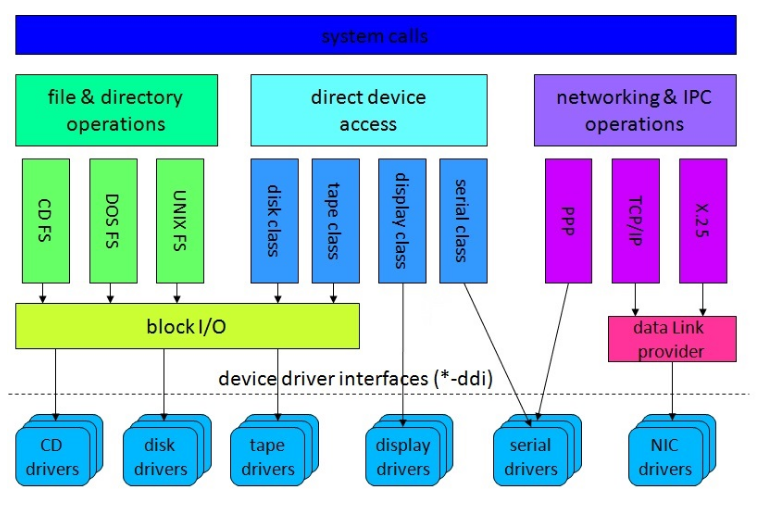 system calls
file & directory
operations
direct device
access
networking & IPC
operations
CD FS
DOS FS
UNIX FS
disk class
tape class
display class
serial class
PPP
TCP/IP
X.25
block I/O
data Link
provider
device driver interfaces (*-ddi)
CD
drivers
disk
drivers
tape
drivers
display
drivers
serial
drivers
NIC
drivers